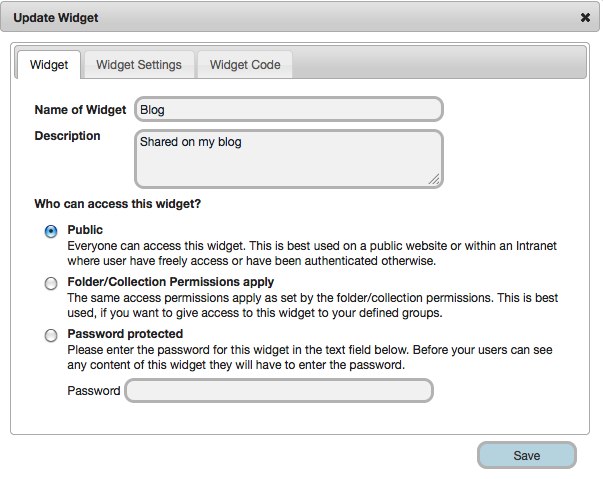 Update Widget
Widget Widget Settings Widget Code
Name of Widget Blog
Description Shared on my blog
Who can access this widget?
Public
Everyone can access this widget. This is best used on a public website or within an Intranet
where user have freely access or have been authenticated otherwise.
Folder/Collection Permissions apply
The same access permissions apply as set by the folder/collection permissions. This is best
used, if you want to give access to this widget to your defined groups.
Password protected
Please enter the password for this widget in the text field below. Before your users can see
any content of this widget they will have to enter the password.
Password
Save